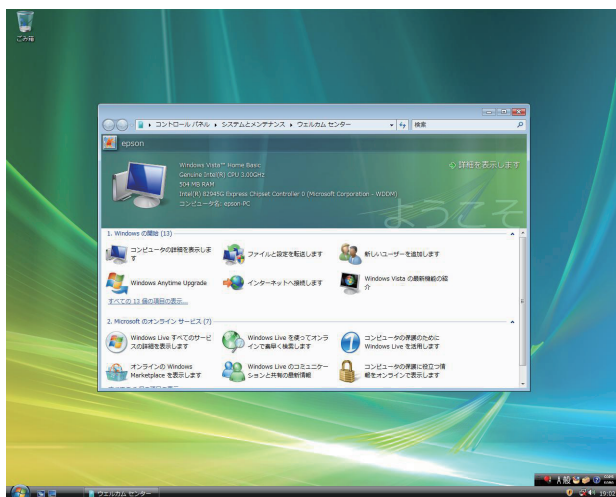 ごみ箱
コントロール パネル ▸ システムとメンテナンス ▸ ウェルカム センター
検索
epson
Windows Vista™ Home Basic
Genuine Intel(R) CPU 3.00GHz
504 MB RAM
Intel(R) 82945G Express Chipset Controller 0 (Microsoft Corporation - WDDM)
コンピュータ名: epson-PC
詳細を表示します
ようこそ
1. Windows の開始 (13)
コンピュータの詳細を表示しま
す
ファイルと設定を転送します
新しいユーザーを追加します
Windows Anytime Upgrade
インターネットへ接続します
Windows Vista の最新機能の紹
介
すべての 13 個の項目の表示...
2. Microsoft のオンライン サービス (7)
Windows Live すべてのサービ
スの詳細を表示します
Windows Live を使ってオンラ
インで素早く検索します
コンピュータの保護のために
Windows Live を活用します
オンラインの Windows
Marketplace を表示します
Windows Live のコミュニケー
ションと共有の最新情報
コンピュータの保護に役立つ情
報をオンラインで表示します
A 般
ウェルカム センター
19:02